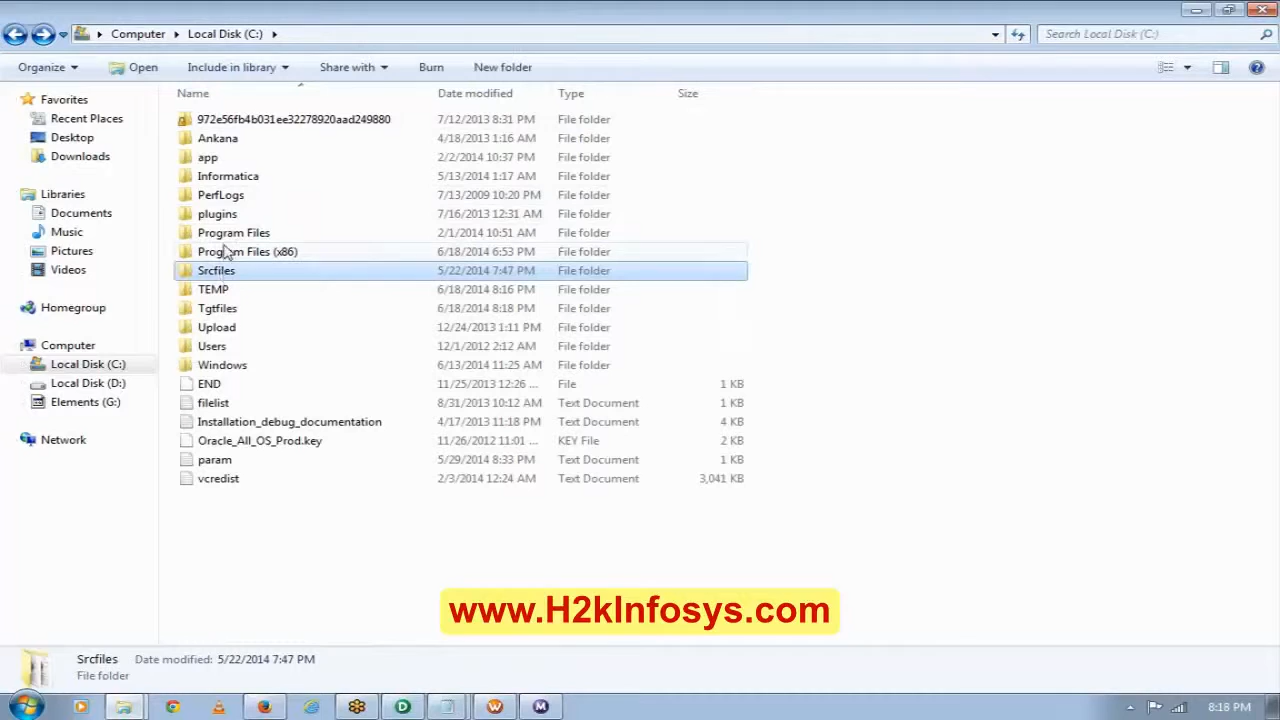 Computer Local Disk (C:) Search Local Disk (C:)
Organize Open Include in library Share with Burn New folder
Name Date modified Type Size
Favorites
Recent Places
Desktop
Downloads
Libraries
Documents
Music
Pictures
Videos
Homegroup
Computer
Local Disk (C:)
Local Disk (D:)
Elements (G:)
Network
972e56fb4b031ee32278920aad249880 7/12/2013 8:31 PM File folder
Ankana 4/18/2013 1:16 AM File folder
app 2/2/2014 10:37 PM File folder
Informatica 5/13/2014 1:17 AM File folder
PerfLogs 7/13/2009 10:20 PM File folder
plugins 7/16/2013 12:31 AM File folder
Program Files 2/1/2014 10:51 AM File folder
Program Files (x86) 6/18/2014 6:53 PM File folder
Srcfiles 5/22/2014 7:47 PM File folder
TEMP 6/18/2014 8:16 PM File folder
Tgtfiles 6/18/2014 8:18 PM File folder
Upload 12/24/2013 1:11 PM File folder
Users 12/1/2012 2:12 AM File folder
Windows 6/13/2014 11:25 AM File folder
END 11/25/2013 12:26 ... File 1 KB
filelist 8/31/2013 10:12 AM Text Document 1 KB
Installation_debug_documentation 4/17/2013 11:18 PM Text Document 4 KB
Oracle_All_OS_Prod.key 11/26/2012 11:01 ... KEY File 2 KB
param 5/29/2014 8:33 PM Text Document 1 KB
vcredist 2/3/2014 12:24 AM Text Document 3,041 KB
www.H2kInfosys.com
Srcfiles Date modified: 5/22/2014 7:47 PM
File folder
8:18 PM